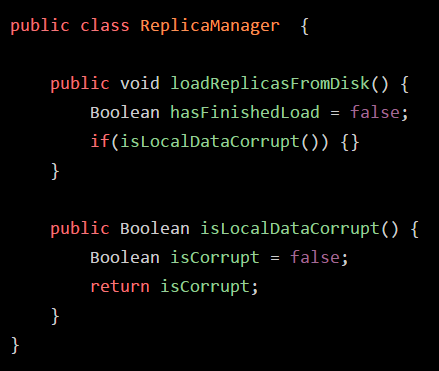 public class ReplicaManager  {
    public void loadReplicasFromDisk() {
        Boolean hasFinishedLoad = false;
        if(isLocalDataCorrupt()) {}
    }
    public Boolean isLocalDataCorrupt() {
        Boolean isCorrupt = false;
        return isCorrupt;
    }
}